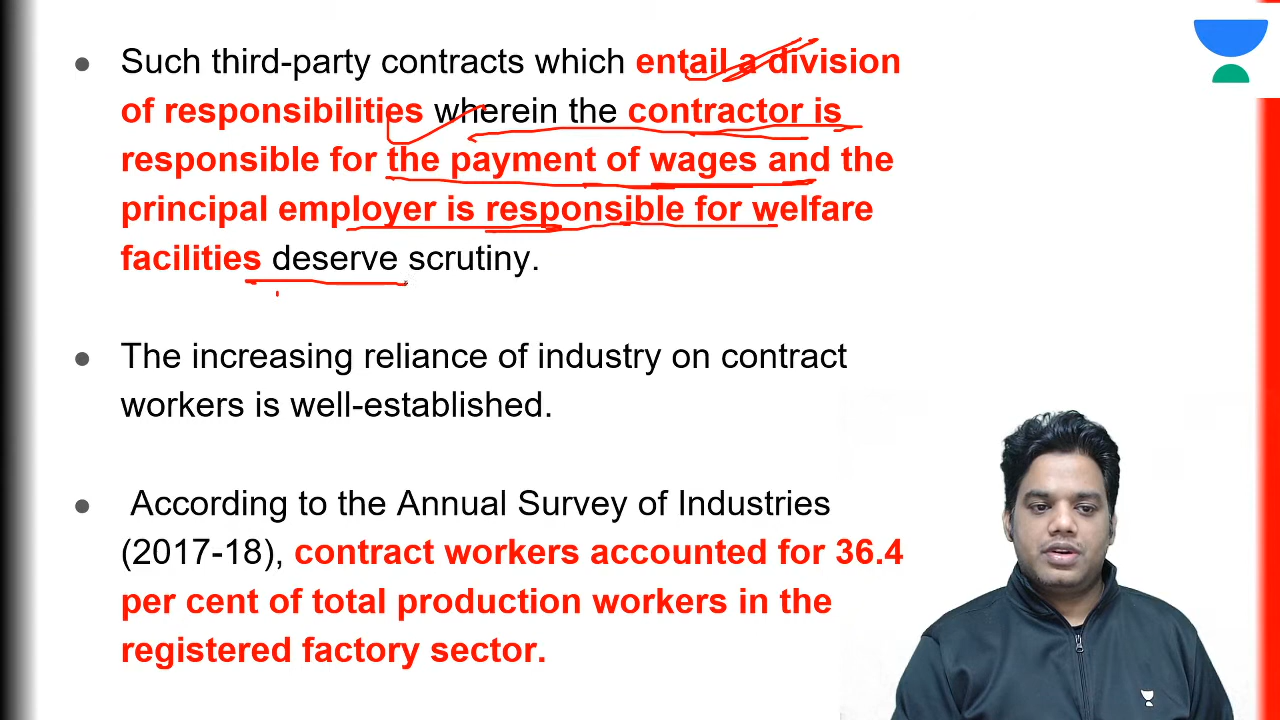 Such third-party contracts which entail a division
of responsibilities wherein the contractor is
responsible for the payment of wages and the
principal employer is responsible for welfare
facilities deserve scrutiny.
The increasing reliance of industry on contract
workers is well-established.
According to the Annual Survey of Industries
(2017-18), contract workers accounted for 36.4
per cent of total production workers in the
registered factory sector.